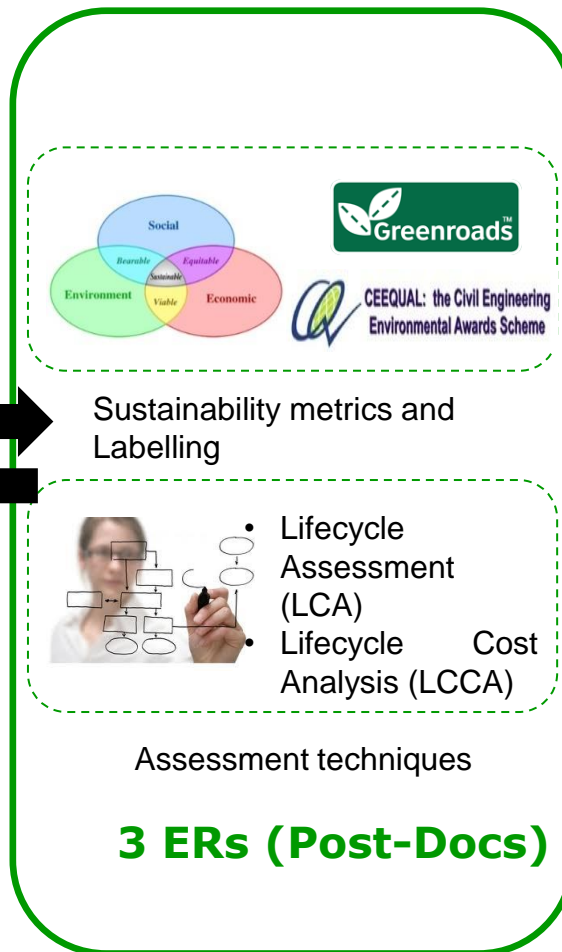 Social
Bearable
Equitable
Sustainable
Environment
Viable
Economic
Greenroads™
CEEQUAL: the Civil Engineering
Environmental Awards Scheme
Sustainability metrics and
Labelling
• Lifecycle
Assessment
(LCA)
• Lifecycle Cost
Analysis (LCCA)
Assessment techniques
3 ERs (Post-Docs)